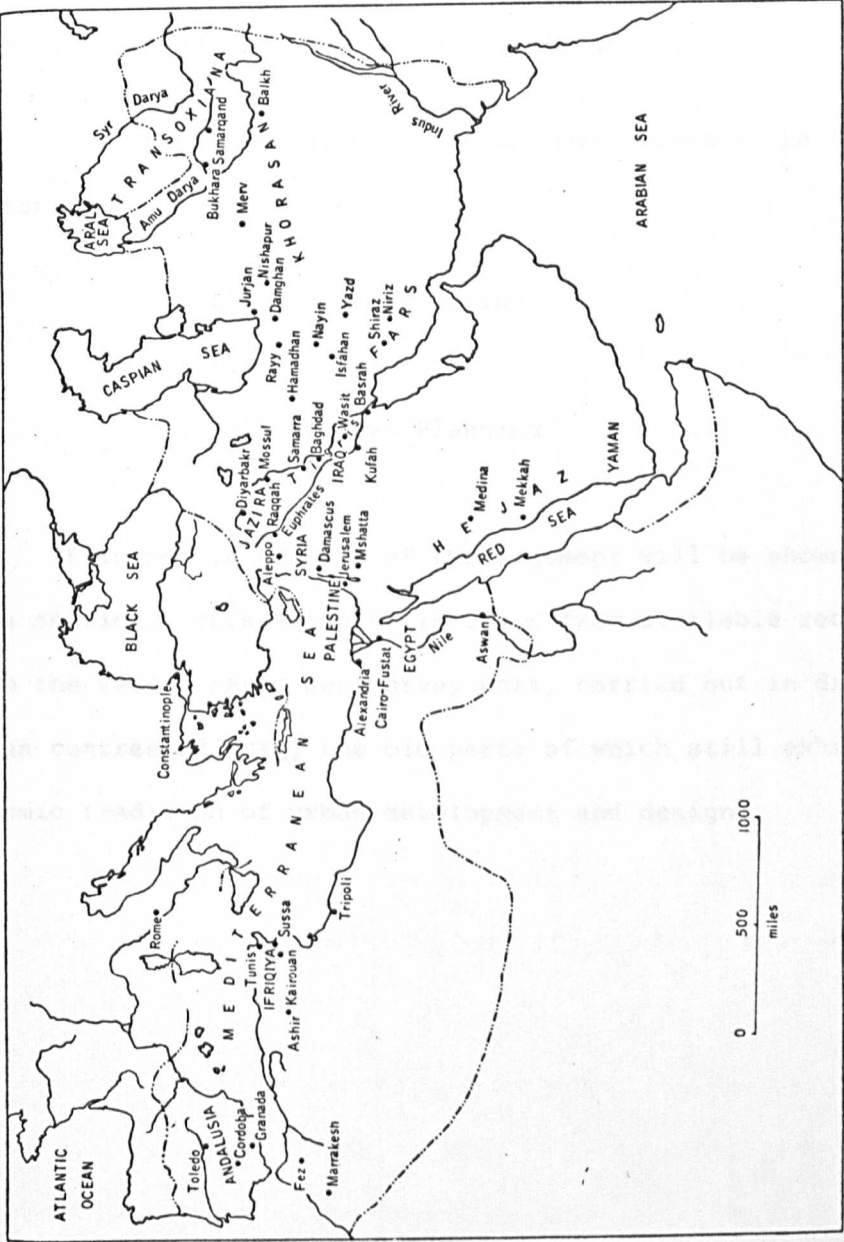 ATLANTIC
OCEAN
Toledo
ANDALUSIA
Cordoba
Granada
Fez
Marrakesh
Rome
MEDITERRANEAN SEA
Tunis
IFRIQIYA
Sussa
Ashir
Kairouan
Tripoli
Constantinople
BLACK SEA
Alexandria
Cairo-Fustat
EGYPT
Nile
Aswan
PALESTINE
Jerusalem
Mshatta
Damascus
SYRIA
Aleppo
Raqqah
Euphrates
JAZIRA
Diyarbakr
Mossul
TIGRIS
Samarra
Baghdad
IRAQ
Wasit
Kufah
Basrah
HEJAZ
Medina
Mekkah
RED
SEA
YAMAN
CASPIAN SEA
Rayy
Hamadhan
Isfahan
Nayin
Yazd
FARS
Shiraz
Niriz
Jurjan
Nishapur
Damghan
KHORASAN
Merv
Balkh
ARAL
SEA
TRANSOXIANA
Syr Darya
Amu Darya
Bukhara
Samarqand
Indus River
ARABIAN SEA
0 500 1000
miles